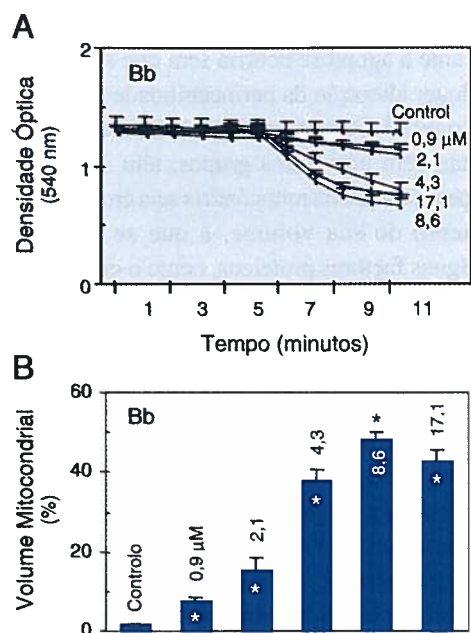 A
Bb
Densidade Óptica
(540 nm)
2
1
0
Control
0,9 µM
2,1
4,3
17,1
8,6
1 3 5 7 9 11
Tempo (minutos)
B
Bb
Volume Mitocondrial
(%)
60
40
20
0
Controlo
0,9 µM
*
2,1
*
4,3
*
*
8,6
17,1
*